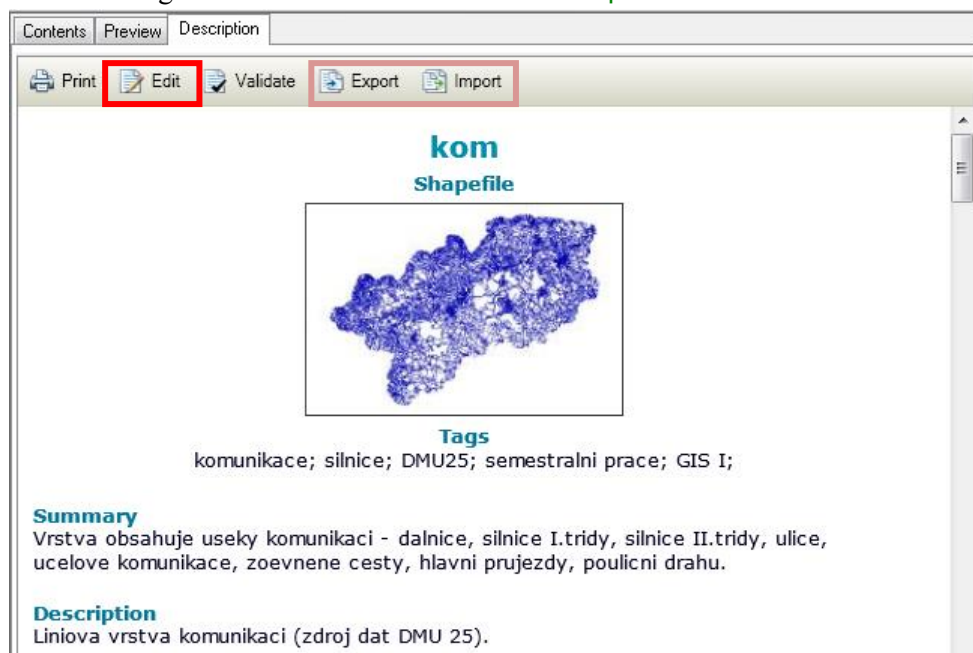 Contents Preview Description
Print Edit Validate Export Import
kom
Shapefile
Tags
komunikace; silnice; DMU25; semestralni prace; GIS I;
Summary
Vrstva obsahuje useky komunikaci - dalnice, silnice I.tridy, silnice II.tridy, ulice,
ucelove komunikace, zoevnene cesty, hlavni prujezdy, poulicni drahu.
Description
Liniova vrstva komunikaci (zdroj dat DMU 25).